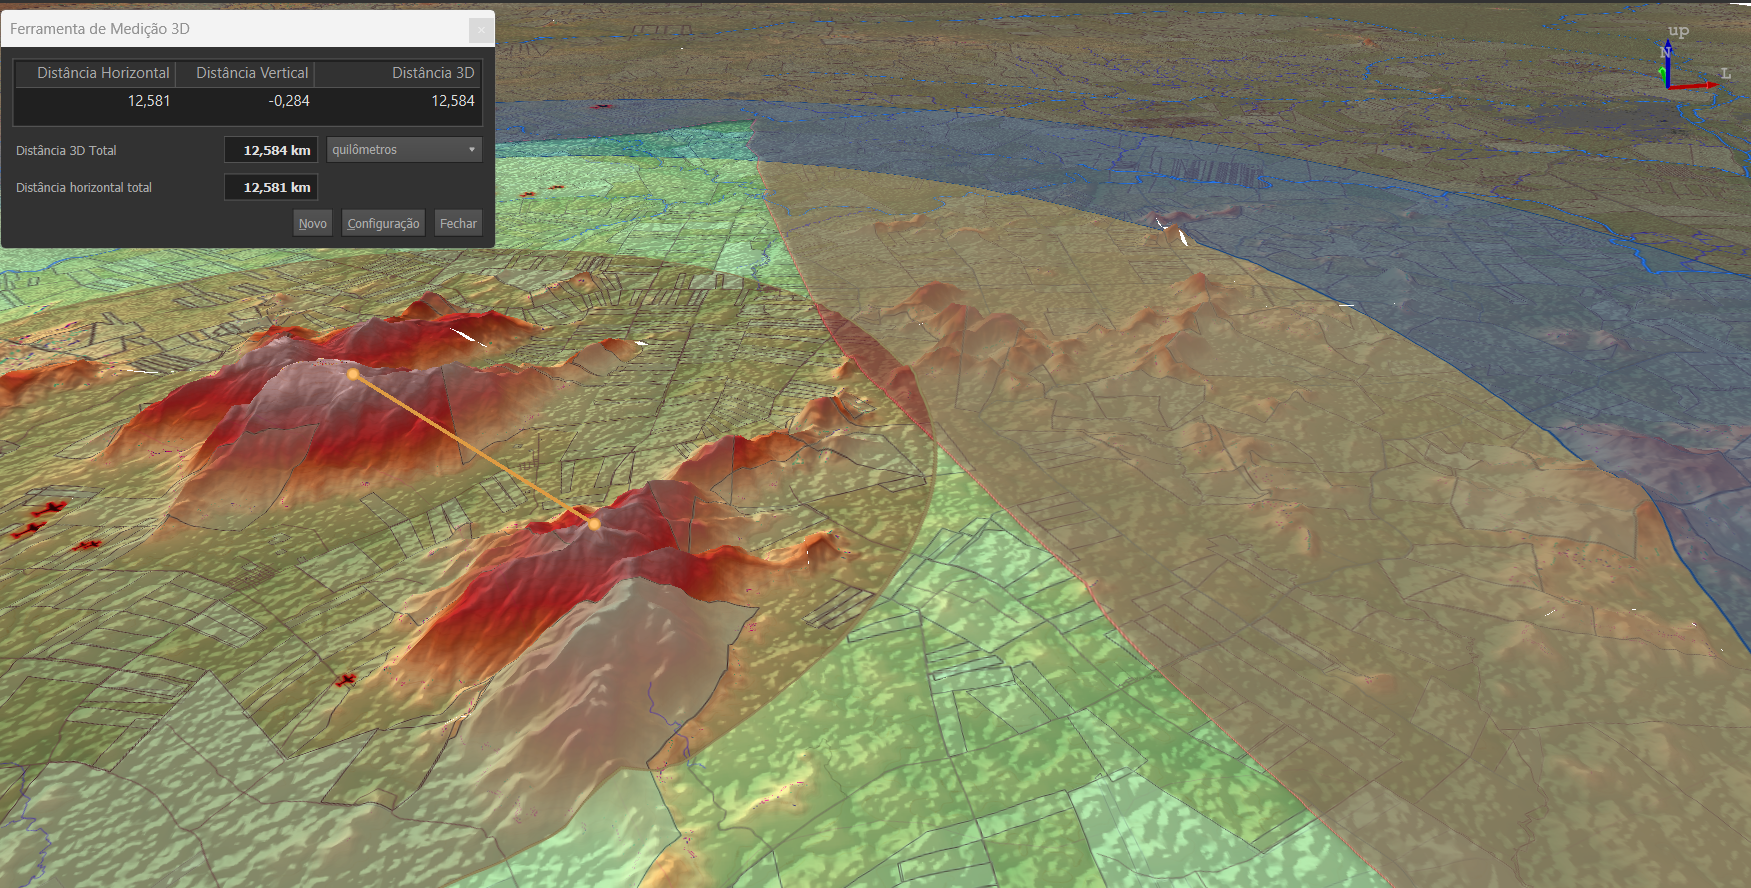 Ferramenta de Medição 3D
Distância Horizontal Distância Vertical Distância 3D
12,581 -0,284 12,584
Distância 3D Total 12,584 km quilômetros
Distância horizontal total 12,581 km
Novo Configuração Fechar
up
N
L